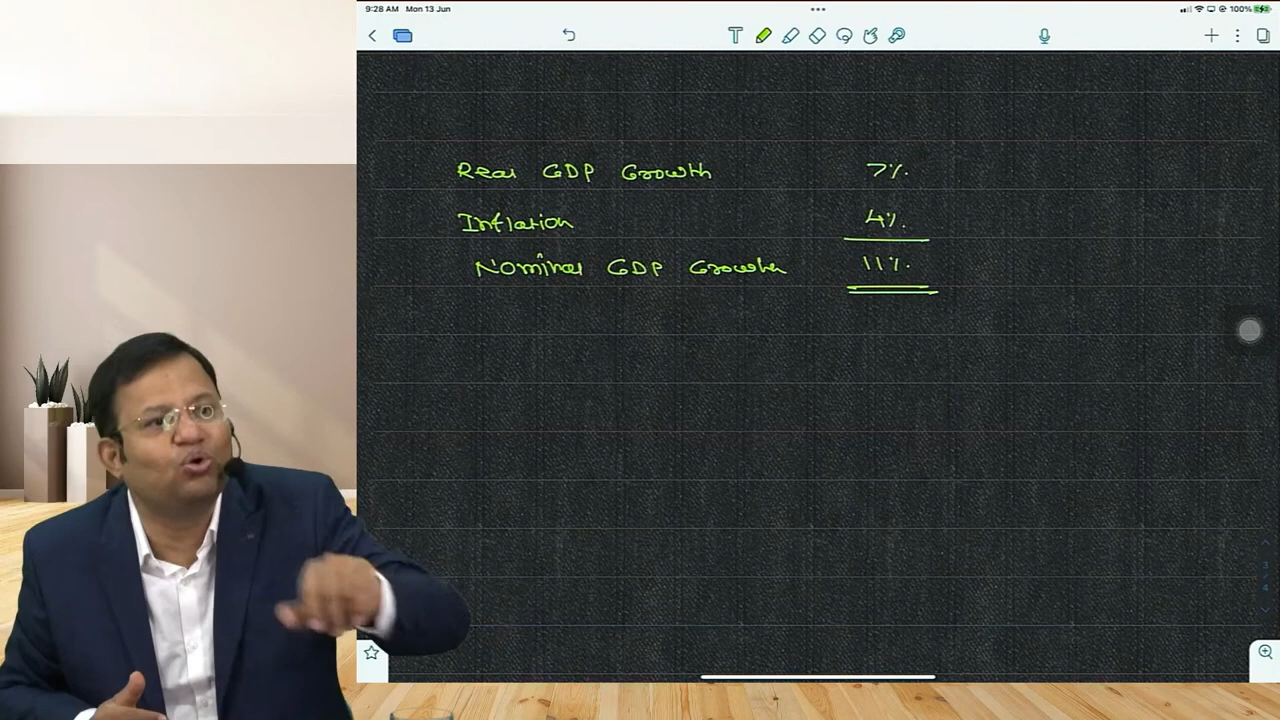 9:28 AM Mon 13 Jun
100%
T
Real GDP Growth 7%.
Inflation 4%.
Nominal GDP Growth 11%.